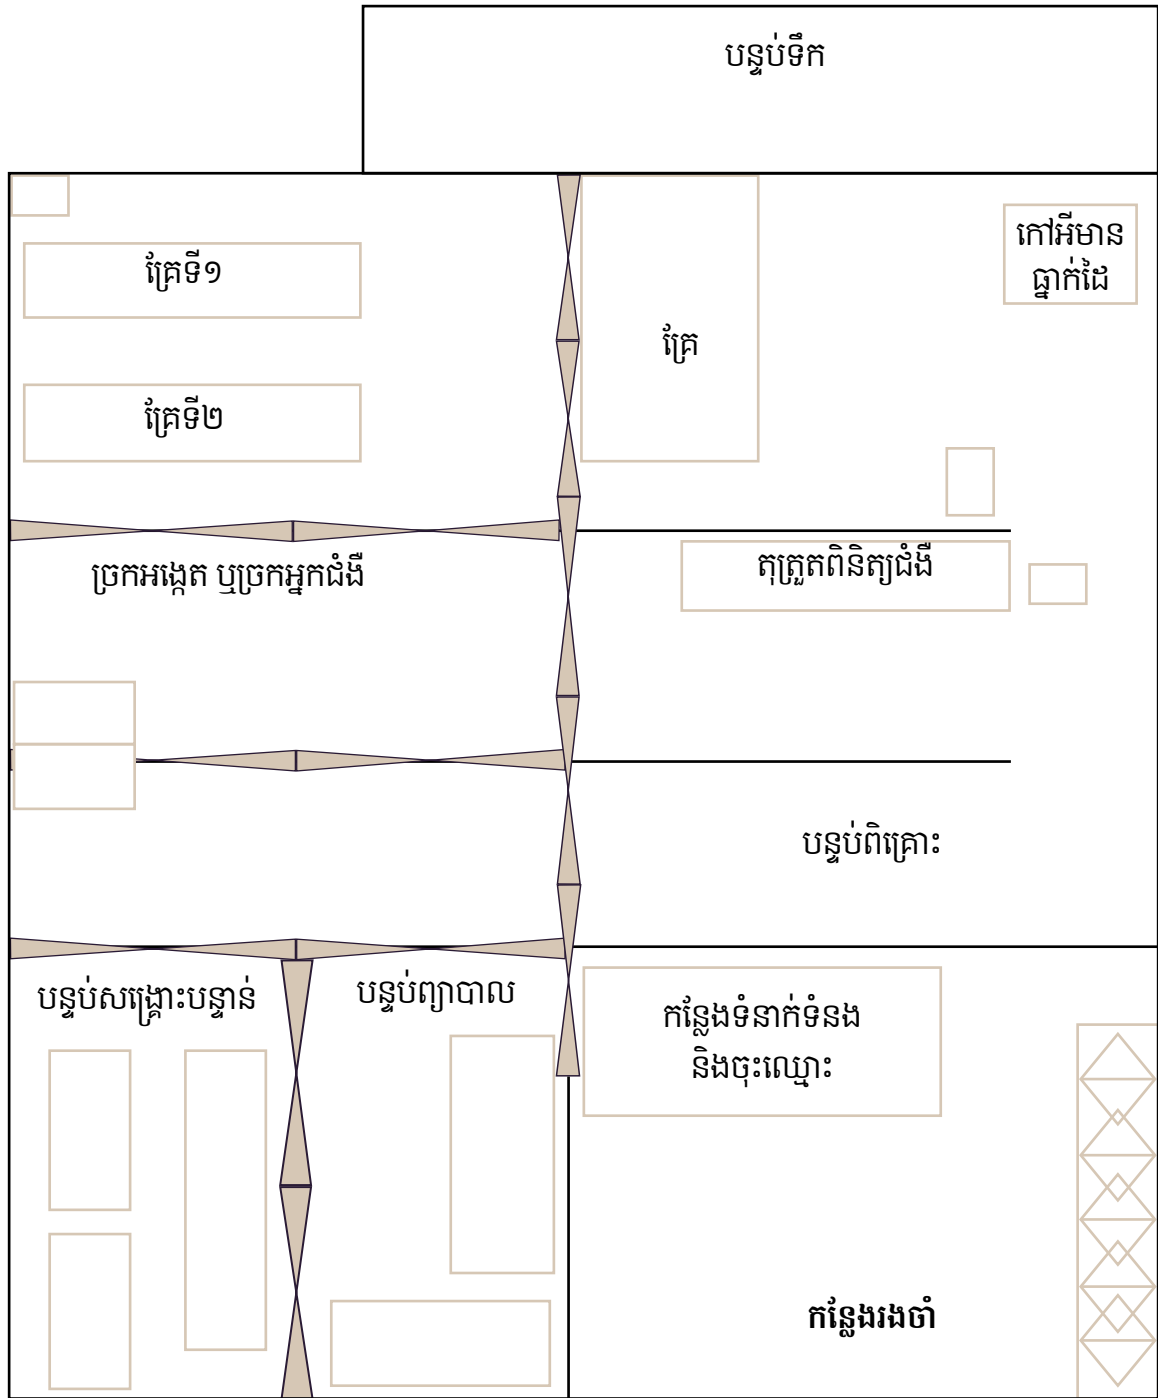 បន្ទប់ទឹក
គ្រែទី១
គ្រែទី២
គ្រែ
កៅអីមាន
ធ្នាក់ដៃ
ច្រកអង្កេត ឬច្រកអ្នកជំងឺ
តុត្រួតពិនិត្យជំងឺ
បន្ទប់ពិគ្រោះ
បន្ទប់សង្គ្រោះបន្ទាន់
បន្ទប់ព្យាបាល
កន្លែងទំនាក់ទំនង
និងចុះឈ្មោះ
កន្លែងរងចាំ